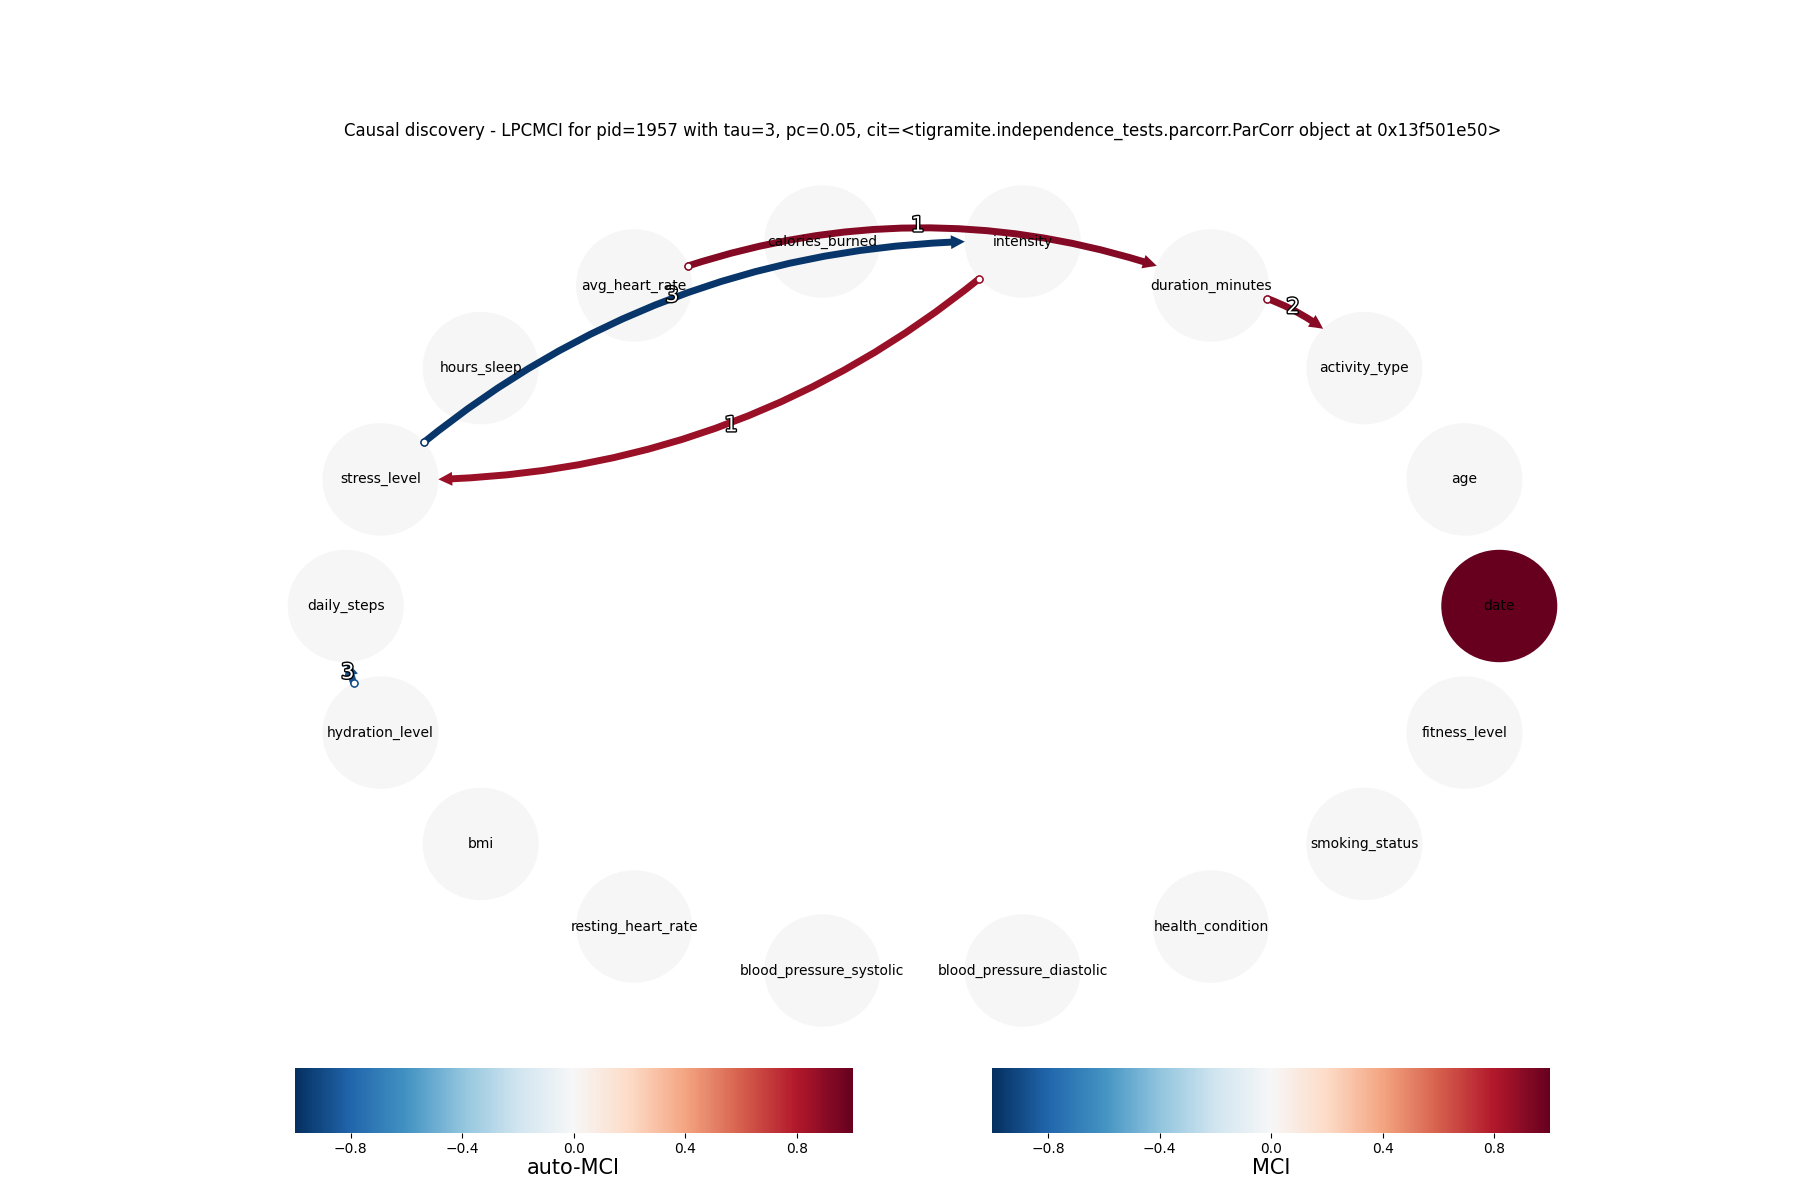 Causal discovery - LPCMCI for pid=1957 with tau=3, pc=0.05, cit=<tigramite.independence_tests.parcorr.ParCorr object at 0x13f501e50>
1
calories_burned
intensity
avg_heart_rate
3
duration_minutes
2
hours_sleep
activity_type
1
stress_level
age
daily_steps
date
3
hydration_level
fitness_level
bmi
smoking_status
resting_heart_rate
health_condition
blood_pressure_systolic
blood_pressure_diastolic
−0.8 −0.4 0.0 0.4 0.8
auto-MCI
−0.8 −0.4 0.0 0.4 0.8
MCI